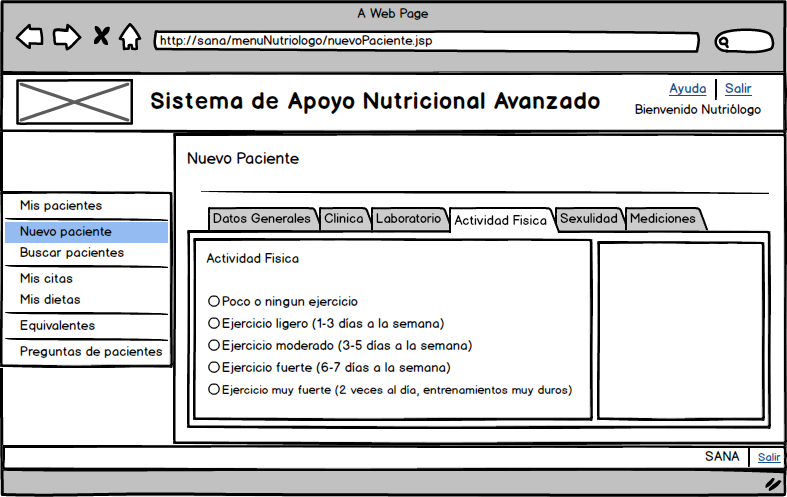 A Web Page
http://sana/menuNutriologo/nuevoPaciente.jsp
Sistema de Apoyo Nutricional Avanzado
Ayuda Salir
Bienvenido Nutriólogo
Nuevo Paciente
Mis pacientes
Nuevo paciente
Buscar pacientes
Mis citas
Mis dietas
Equivalentes
Preguntas de pacientes
Datos Generales Clinica Laboratorio Actividad Fisica Sexulidad Mediciones
Actividad Fisica
Poco o ningun ejercicio
Ejercicio ligero (1-3 días a la semana)
Ejercicio moderado (3-5 días a la semana)
Ejercicio fuerte (6-7 días a la semana)
Ejercicio muy fuerte (2 veces al día, entrenamientos muy duros)
SANA Salir